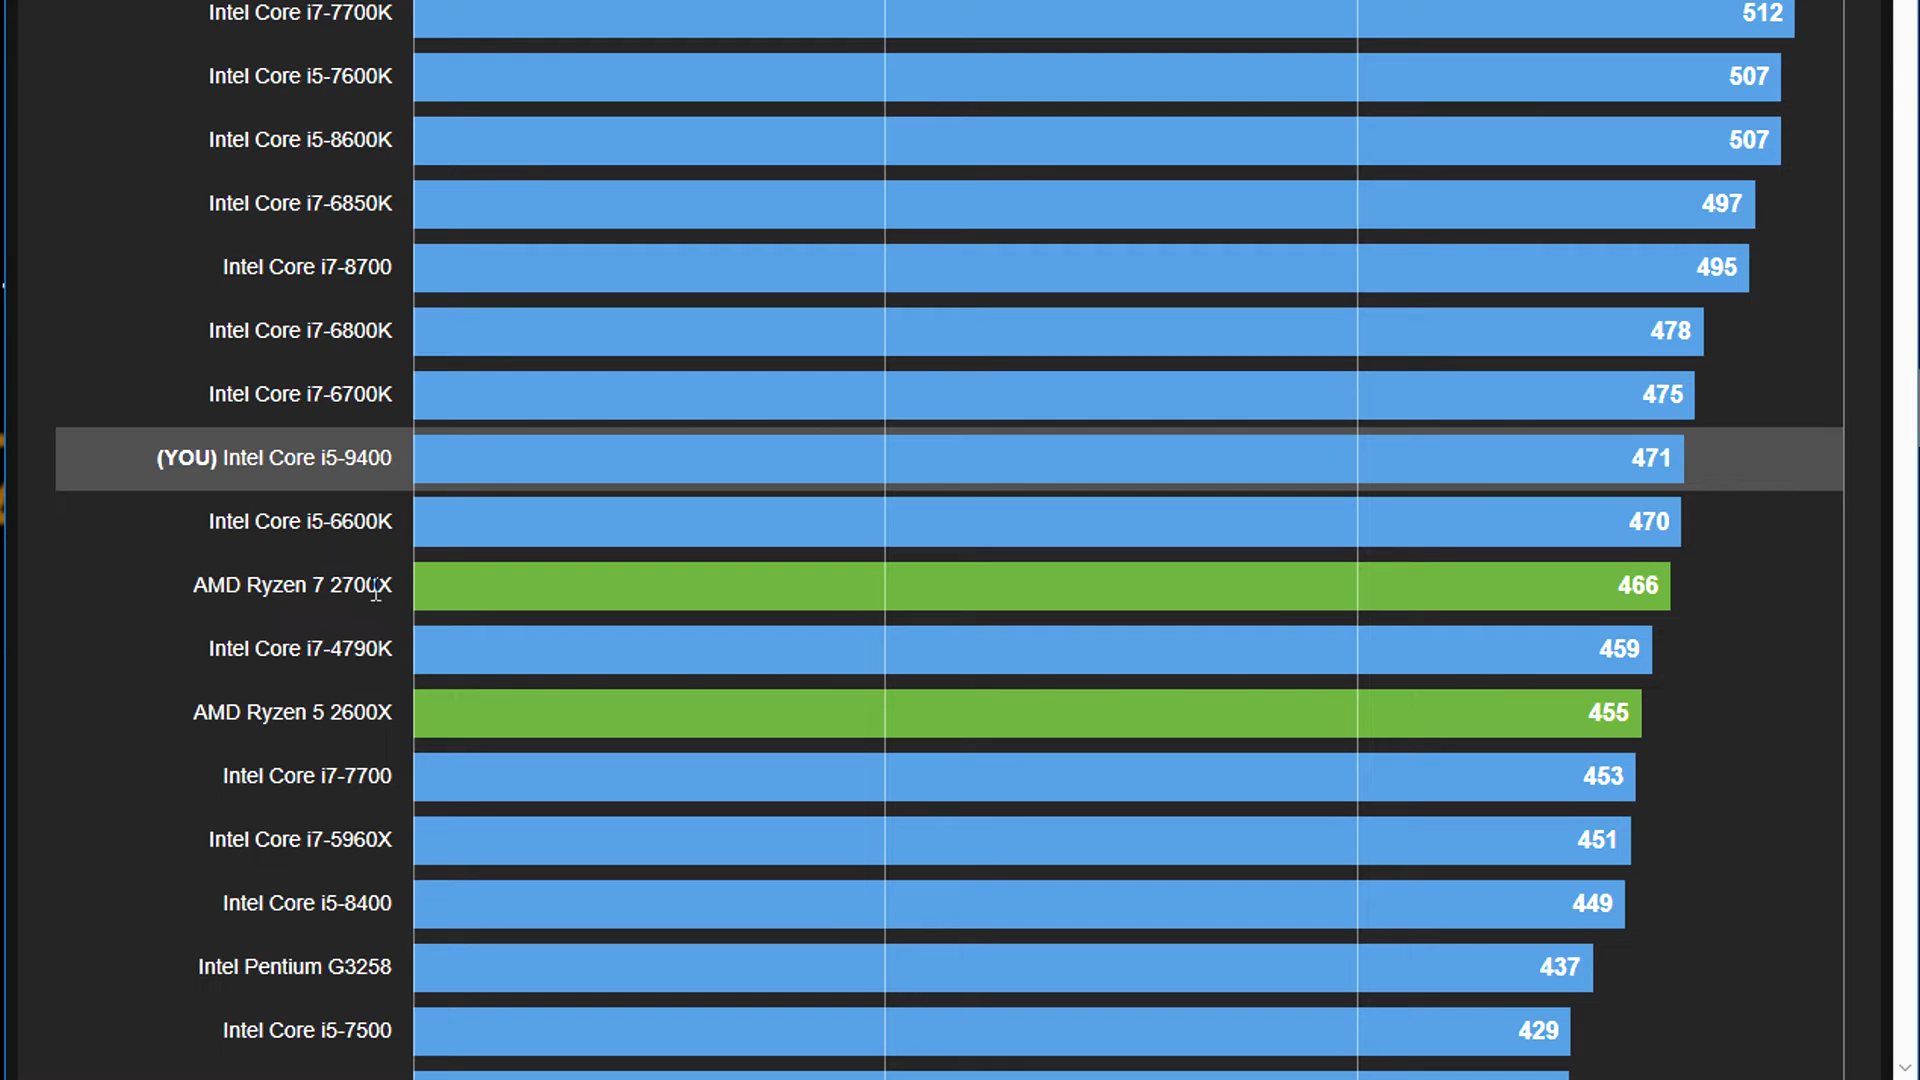 Intel Core i7-7700K 512
Intel Core i5-7600K 507
Intel Core i5-8600K 507
Intel Core i7-6850K 497
Intel Core i7-8700 495
Intel Core i7-6800K 478
Intel Core i7-6700K 475
(YOU) Intel Core i5-9400 471
Intel Core i5-6600K 470
AMD Ryzen 7 2700X 466
Intel Core i7-4790K 459
AMD Ryzen 5 2600X 455
Intel Core i7-7700 453
Intel Core i7-5960X 451
Intel Core i5-8400 449
Intel Pentium G3258 437
Intel Core i5-7500 429